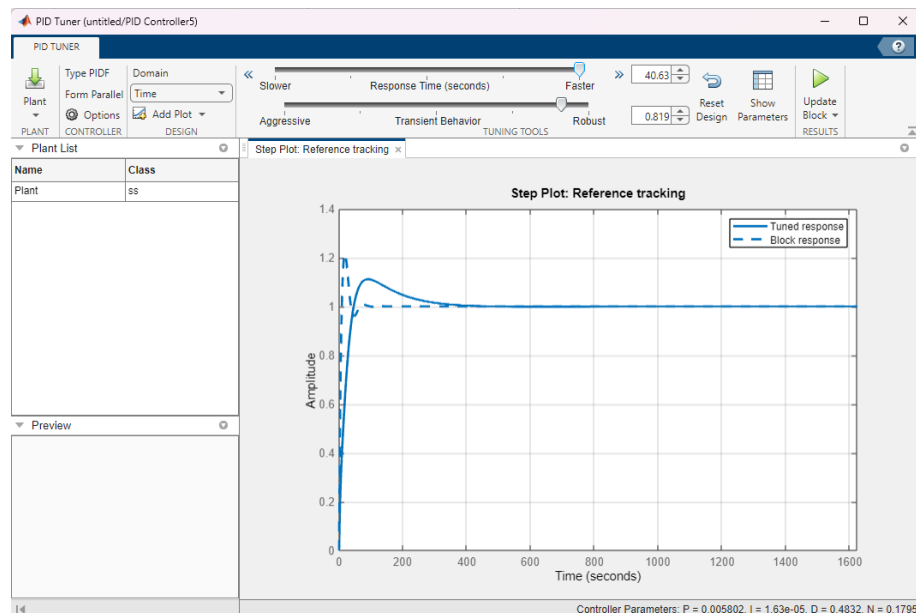 PID Tuner (untitled/PID Controller5)
PID TUNER
Plant
Type PIDF
Form Parallel
Options
Domain
Time
Add Plot
Slower Response Time (seconds) Faster
40.63
Aggressive Transient Behavior Robust
0.819
Reset
Design
Show
Parameters
Update
Block
PLANT CONTROLLER DESIGN TUNING TOOLS RESULTS
Plant List
Name Class
Plant ss
Preview
Step Plot: Reference tracking
Step Plot: Reference tracking
Tuned response
Block response
1.4
1.2
1
0.8
0.6
0.4
0.2
0
Amplitude
0 200 400 600 800 1000 1200 1400 1600
Time (seconds)
Controller Parameters: P = 0.005802, I = 1.63e-05, D = 0.4832, N = 0.1795